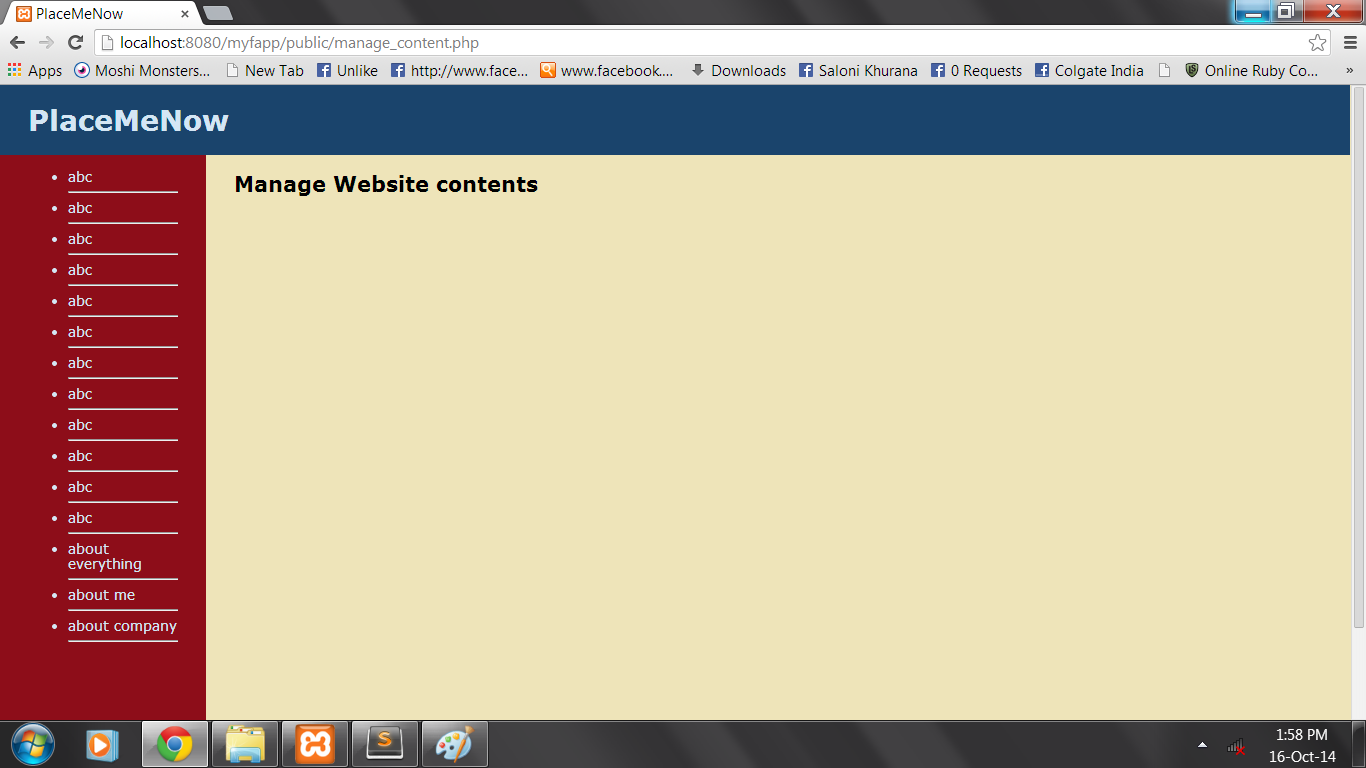 PlaceMeNow
localhost:8080/myfapp/public/manage_content.php
Apps Moshi Monsters... New Tab Unlike http://www.face... www.facebook.... Downloads Saloni Khurana 0 Requests Colgate India Online Ruby Co... »
PlaceMeNow
Manage Website contents
abc
abc
abc
abc
abc
abc
abc
abc
abc
abc
abc
abc
about
everything
about me
about company
1:58 PM
16-Oct-14